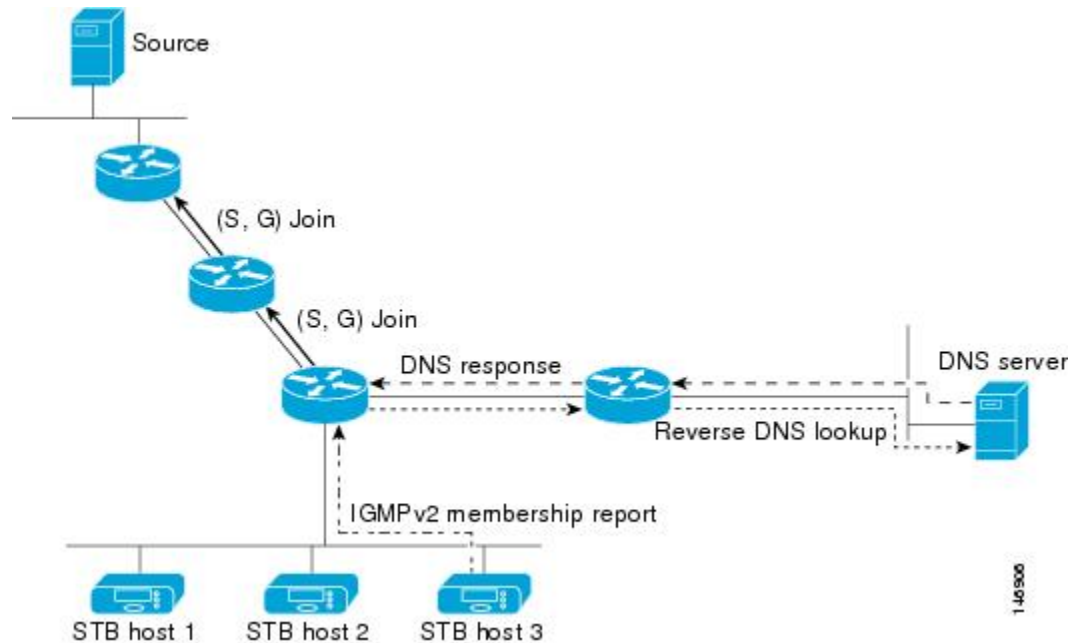 Source
(S, G) Join
(S, G) Join
DNS response
DNS server
Reverse DNS lookup
IGMPv2 membership report
STB host 1
STB host 2
STB host 3
146906